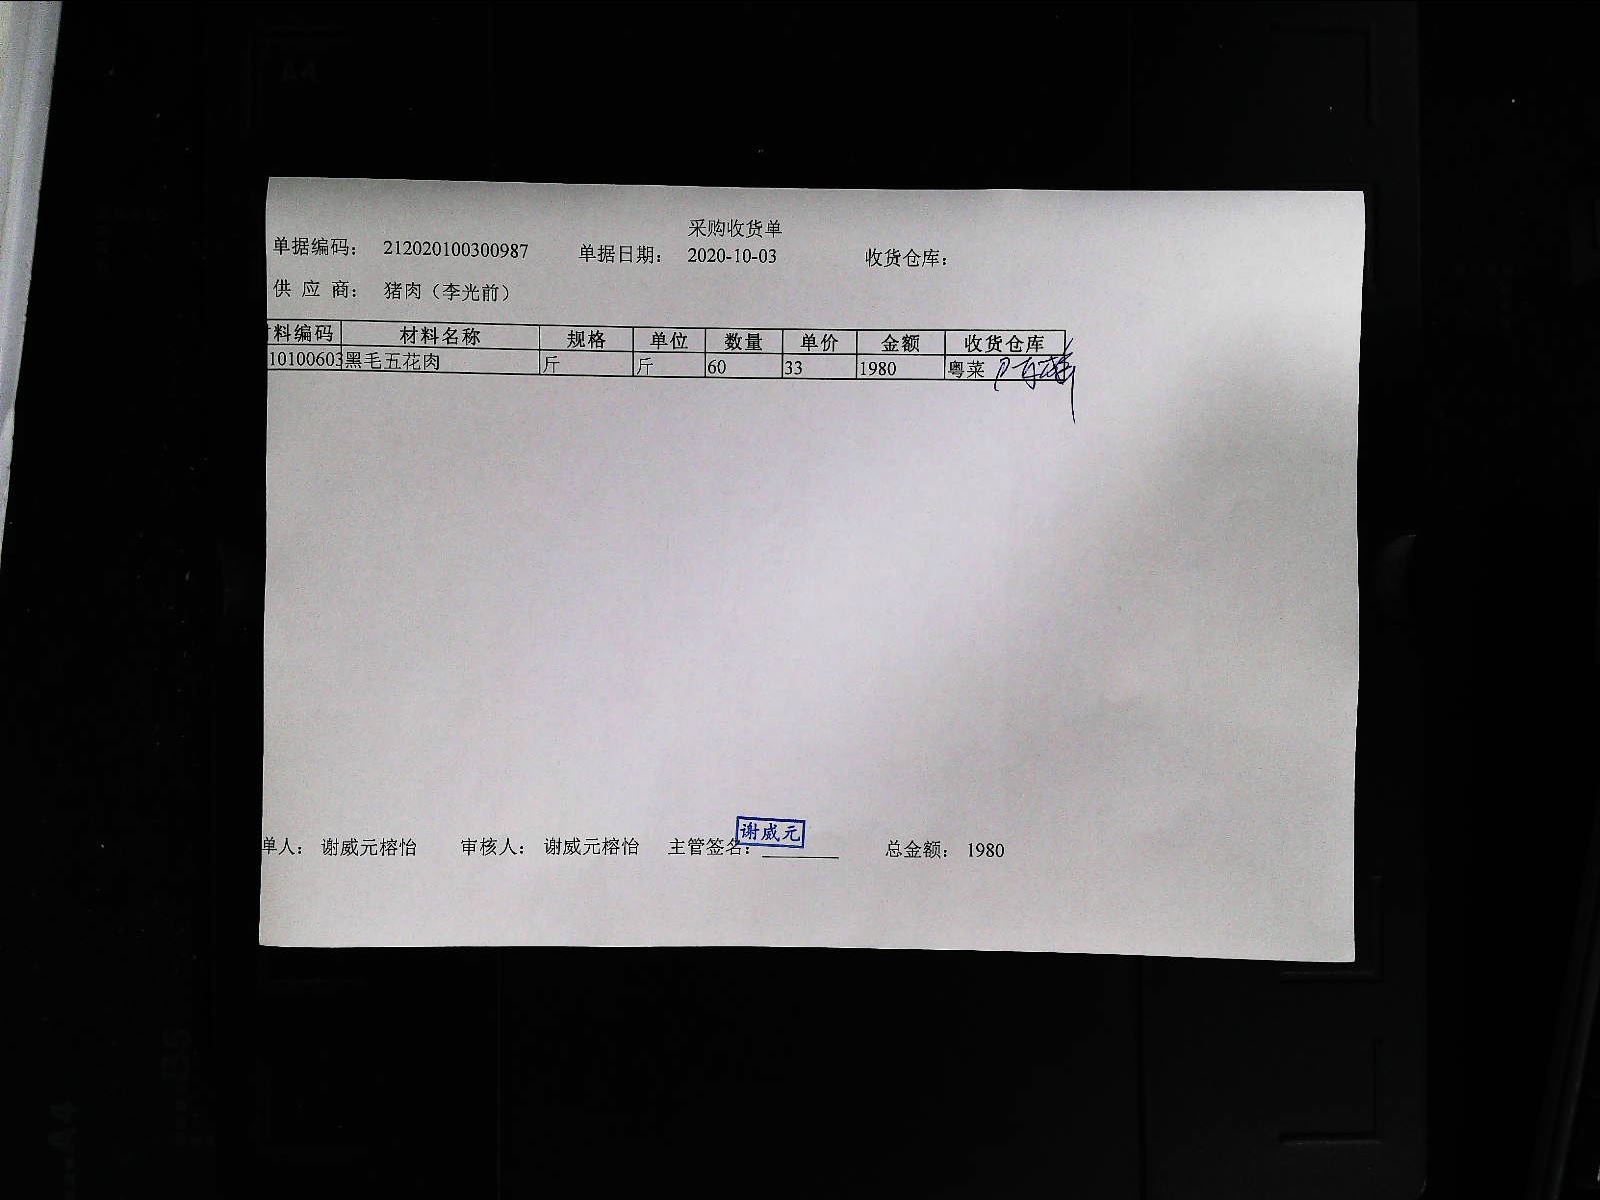 采购收货单
单据编码: 212020100300987 单据日期: 2020-10-03 收货仓库:
供 应 商: 猪肉（李光前）
料编码 材料名称 规格 单位 数量 单价 金额 收货仓库
10100603 黑毛五花肉 斤 斤 60 33 1980 粤菜
谢威元
单人: 谢威元榕怡 审核人: 谢威元榕怡 主管签名: 总金额: 1980